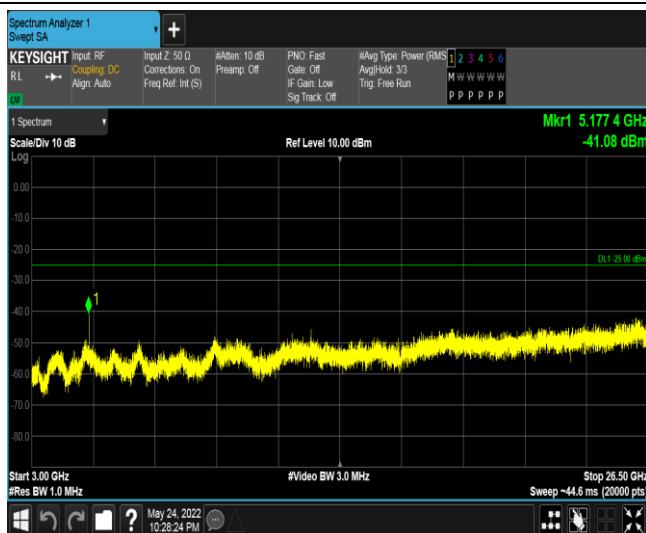 Spectrum Analyzer 1
Swept SA
KEYSIGHT
RL
Input: RF
Coupling: DC
Align: Auto
Input Z: 50 Ω
Corrections: On
Freq Ref: Int (S)
#Atten: 10 dB
Preamp: Off
PNO: Fast
Gate: Off
IF Gain: Low
Sig Track: Off
#Avg Type: Power (RMS
Avg|Hold: 3/3
Trig: Free Run
1 2 3 4 5 6
M W W W W W
P P P P P P
1 Spectrum
Scale/Div 10 dB
Ref Level 10.00 dBm
Mkr1 5.177 4 GHz
-41.08 dBm
Log
0.00
-10.0
-20.0
DL1 -25.00 dBm
-30.0
1
-40.0
-50.0
-60.0
-70.0
-80.0
Start 3.00 GHz
#Video BW 3.0 MHz
Stop 26.50 GHz
#Res BW 1.0 MHz
Sweep ~44.6 ms (20000 pts)
?
May 24, 2022
10:28:24 PM